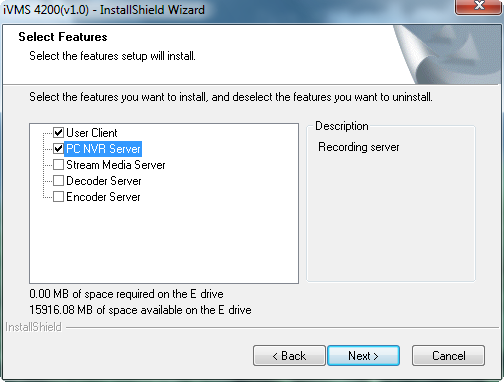 iVMS 4200(v1.0) - InstallShield Wizard
Select Features
Select the features setup will install.
Select the features you want to install, and deselect the features you want to uninstall.
User Client
PC NVR Server
Stream Media Server
Decoder Server
Encoder Server
Description
Recording server
0.00 MB of space required on the E drive
15916.08 MB of space available on the E drive
InstallShield
< Back
Next >
Cancel